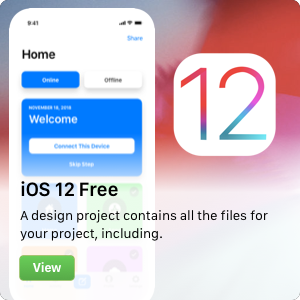 9:41
Share
Home
Online Offline
NOVEMBER 10, 2018
Welcome
Connect This Device
Skip Step
12
iOS 12 Free
A design project contains all the files for
your project, including.
View